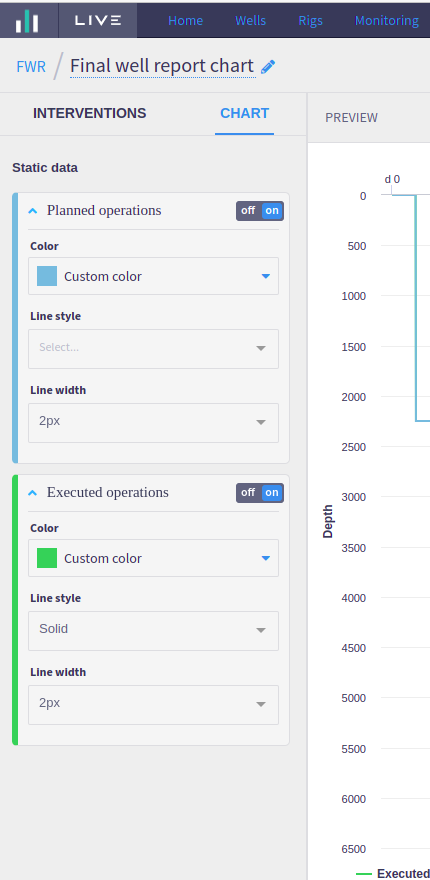 LIVE Home Wells Rigs Monitoring
FWR / Final well report chart
INTERVENTIONS CHART PREVIEW
Static data
Planned operations off on
Color
Custom color
Line style
Select...
Line width
2px
Executed operations off on
Color
Custom color
Line style
Solid
Line width
2px
d 0
0
500
1000
1500
2000
2500
3000
3500
4000
4500
5000
5500
6000
6500
Depth
Executed